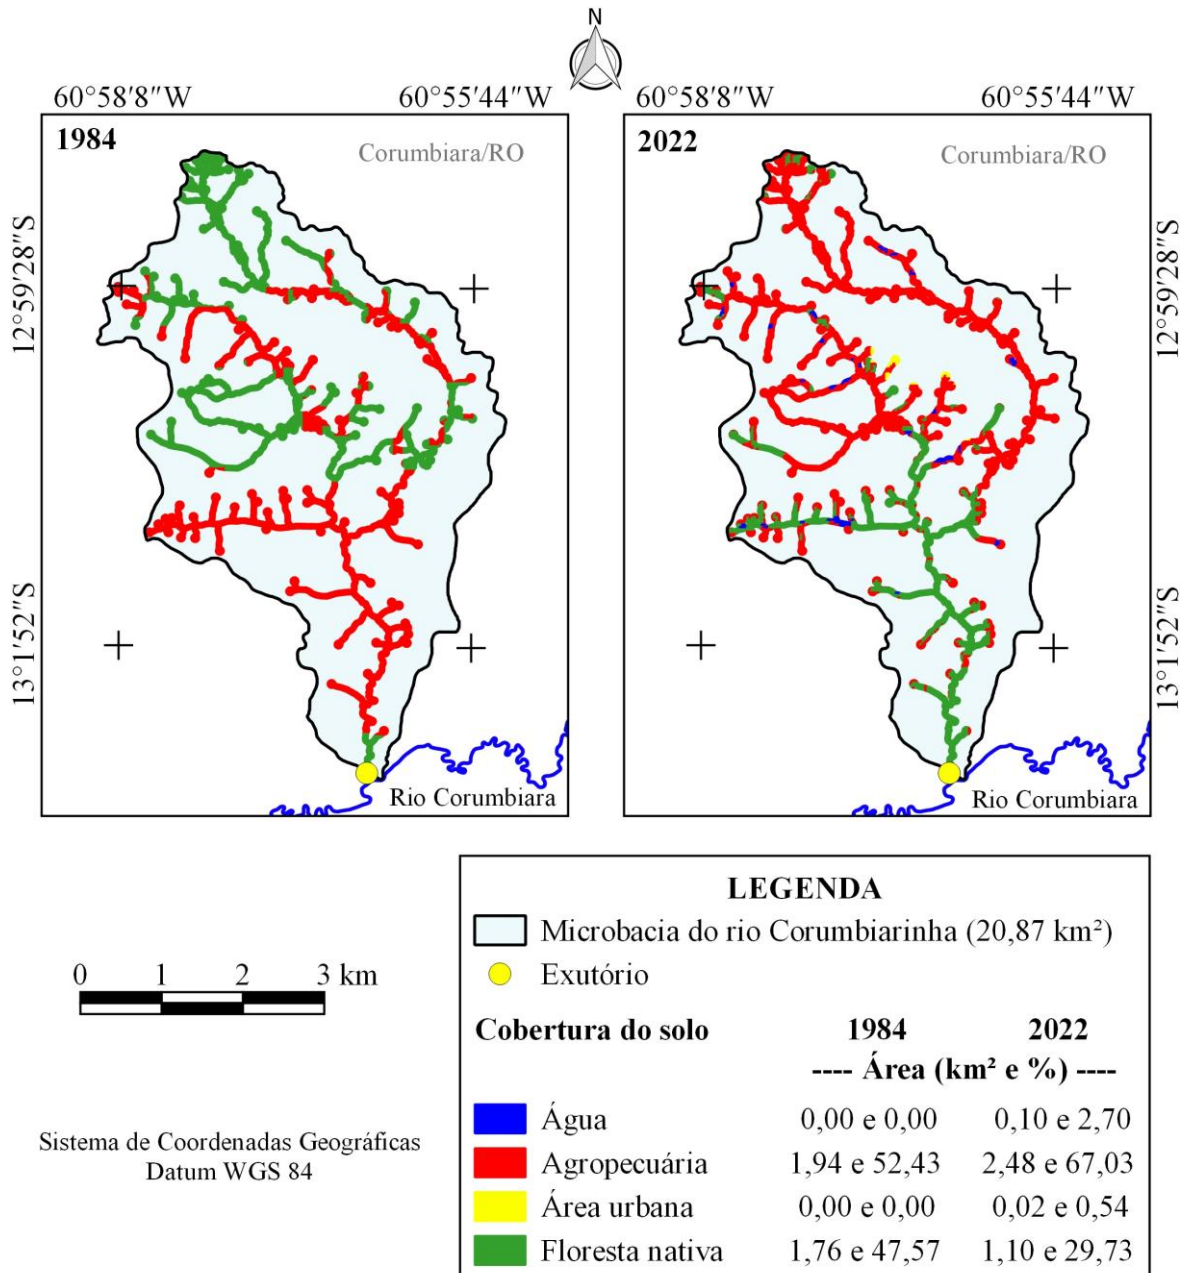 N
60°58'8"W 60°55'44"W 60°58'8"W 60°55'44"W
1984 Corumbiara/RO 2022 Corumbiara/RO
12°59'28"S 12°59'28"S
13°1'52"S 13°1'52"S
Rio Corumbiara Rio Corumbiara
LEGENDA
Microbacia do rio Corumbiarinha (20,87 km²)
Exutório
Cobertura do solo 1984 2022
---- Área (km² e %) ----
Água 0,00 e 0,00 0,10 e 2,70
Agropecuária 1,94 e 52,43 2,48 e 67,03
Área urbana 0,00 e 0,00 0,02 e 0,54
Floresta nativa 1,76 e 47,57 1,10 e 29,73
0 1 2 3 km
Sistema de Coordenadas Geográficas
Datum WGS 84